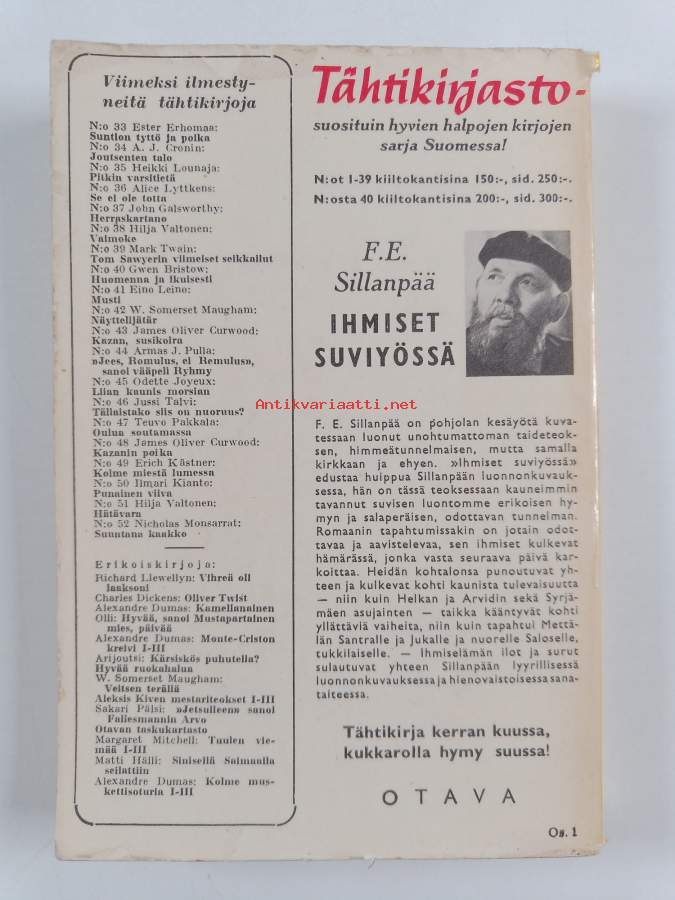 Viimeksi ilmesty-
neitä tähtikirjoja
N:o 33 Ester Erhomaa:
Suntion tyttö ja poika
N:o 34 A. J. Cronin:
Joutsenten talo
N:o 35 Heikki Lounaja:
Pitkin varsitietä
N:o 36 Alice Lyttkens:
Se ei ole totta
N:o 37 John Galsworthy:
Herraskartano
N:o 38 Hilja Valtonen:
Vaimoke
N:o 39 Mark Twain:
Tom Sawyerin viimeiset seikkailut
N:o 40 Gwen Bristow:
Huomenna ja ikuisesti
N:o 41 Eino Leino:
Musti
N:o 42 W. Somerset Maugham:
Näyttelijätär
N:o 43 James Oliver Curwood:
Kazan, susikoira
N:o 44 Armas J. Pulla:
»Jees, Romulus, ei Remulus»,
sanoi vääpeli Ryhmy
N:o 45 Odette Joyeux:
Liian kaunis morsian
N:o 46 Jussi Talvi:
Tällaistako siis on nuoruus?
N:o 47 Teuvo Pakkala:
Oulua soutamassa
N:o 48 James Oliver Curwood:
Kazanin poika
N:o 49 Erich Kästner:
Kolme miestä lumessa
N:o 50 Ilmari Kianto:
Punainen viiva
N:o 51 Hilja Valtonen:
Hätävara
N:o 52 Nicholas Monsarrat:
Suuntana kaakko
Erikoiskirjoja:
Richard Llewellyn: Vihreä oli
laaksoni
Charles Dickens: Oliver Twist
Alexandre Dumas: Kamelianainen
Olli: Hyvää, sanoi Mustapartainen
mies, päivää
Alexandre Dumas: Monte-Criston
kreivi I-III
Arijoutsi: Kärsiskös puhutella?
Hyvää ruokahalua
W. Somerset Maugham:
Veitsen terällä
Aleksis Kiven mestariteokset I-III
Sakari Pälsi: »Jetsulleen» sanoi
Fallesmannin Arvo
Otavan taskukartasto
Margaret Mitchell: Tuulen vie-
mää I-III
Matti Hälli: Sinisellä Saimaalla
seilattiin
Alexandre Dumas: Kolme mus-
kettisoturia I-III
Tähtikirjasto-
suosituin hyvien halpojen kirjojen
sarja Suomessa!
N:ot 1-39 kiiltokantisina 150:-, sid. 250:-.
N:osta 40 kiiltokantisina 200:-, sid. 300:-.
F.E.
Sillanpää
IHMISET
SUVIYÖSSÄ
Antikvariaatti.net
F. E. Sillanpää on pohjolan kesäyötä kuva-
tessaan luonut unohtumattoman taideteok-
sen, himmeätunnelmaisen, mutta samalla
kirkkaan ja ehyen. »Ihmiset suviyössä»
edustaa huippua Sillanpään luonnonkuvauk-
sessa, hän on tässä teoksessaan kauneimmin
tavannut suvisen luontomme erikoisen hy-
myn ja salaperäisen, odottavan tunnelman.
Romaanin tapahtumissakin on jotain odot-
tavaa ja aavistelevaa, sen ihmiset kulkevat
hämärässä, jonka vasta seuraava päivä kar-
koittaa. Heidän kohtalonsa punoutuvat yh-
teen ja kulkevat kohti kaunista tulevaisuutta
— niin kuin Helkan ja Arvidin sekä Syrjä-
mäen asujainten — taikka kääntyvät kohti
yllättäviä vaiheita, niin kuin tapahtui Mettä-
län Santralle ja Jukalle ja nuorelle Saloselle,
tukkilaiselle. — Ihmiselämän ilot ja surut
sulautuvat yhteen Sillanpään lyyrillisessä
luonnonkuvauksessa ja hienovaistoisessa sana-
taiteessa.
Tähtikirja kerran kuussa,
kukkarolla hymy suussa!
OTAVA
Os. 1